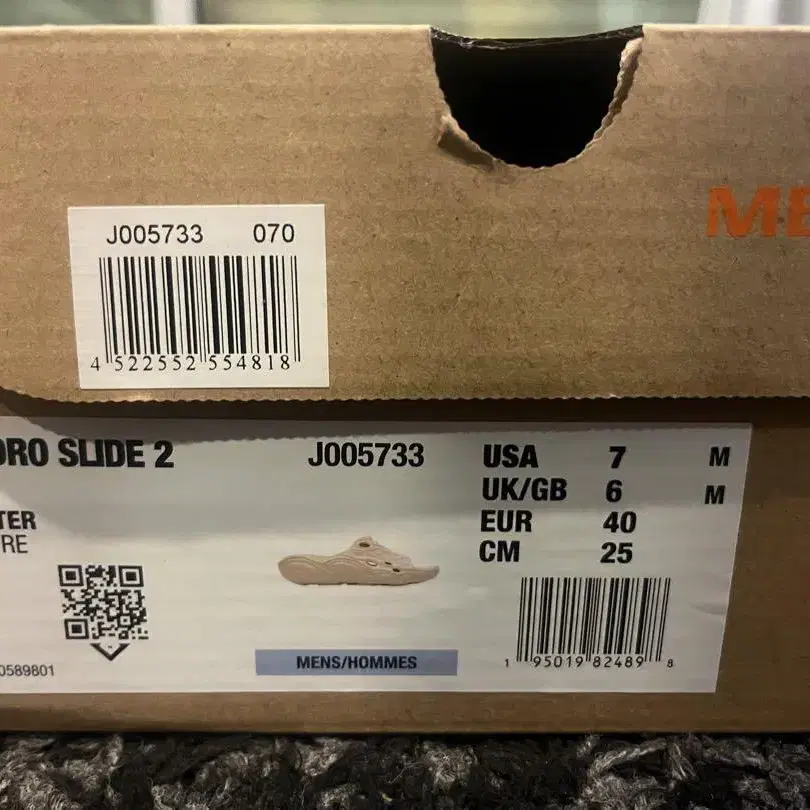 ME
J005733 070
4 522552 554818
DRO SLIDE 2
J005733
USA 7 M
UK/GB 6 M
EUR 40
CM 25
TER
RE
0589801
MENS/HOMMES
1 95019 82489 8